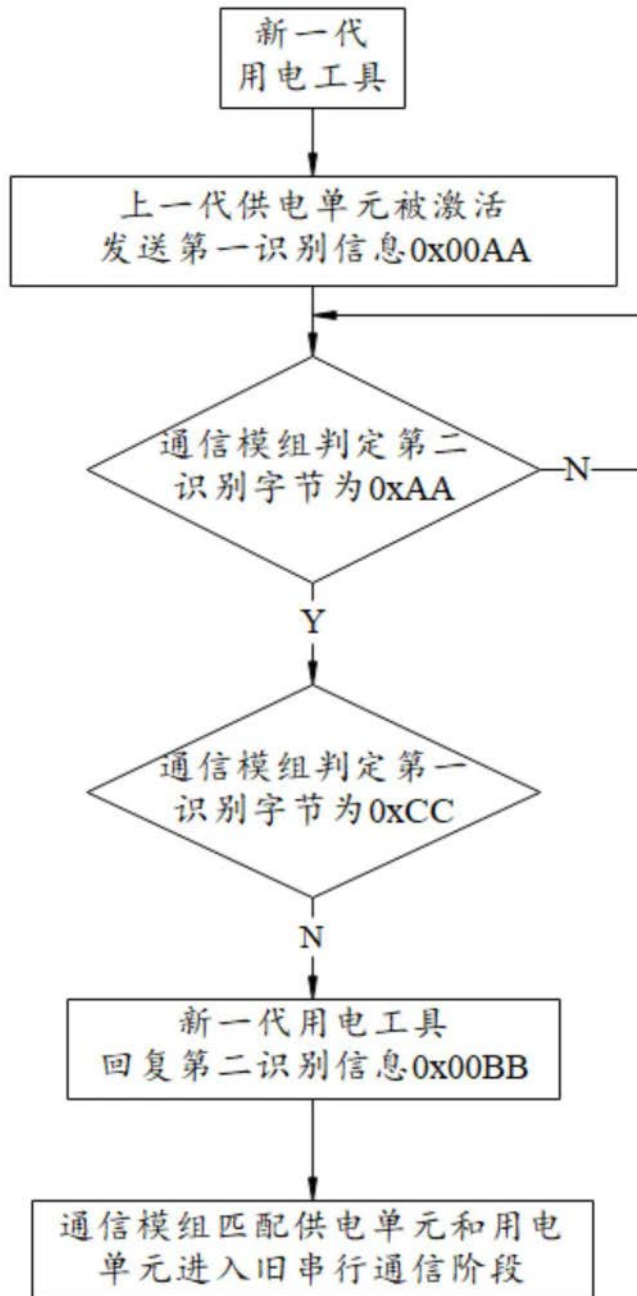 新一代
用电工具
上一代供电单元被激活
发送第一识别信息0x00AA
通信模组判定第二
识别字节为0xAA
N
Y
通信模组判定第一
识别字节为0xCC
N
新一代用电工具
回复第二识别信息0x00BB
通信模组匹配供电单元和用电
单元进入旧串行通信阶段